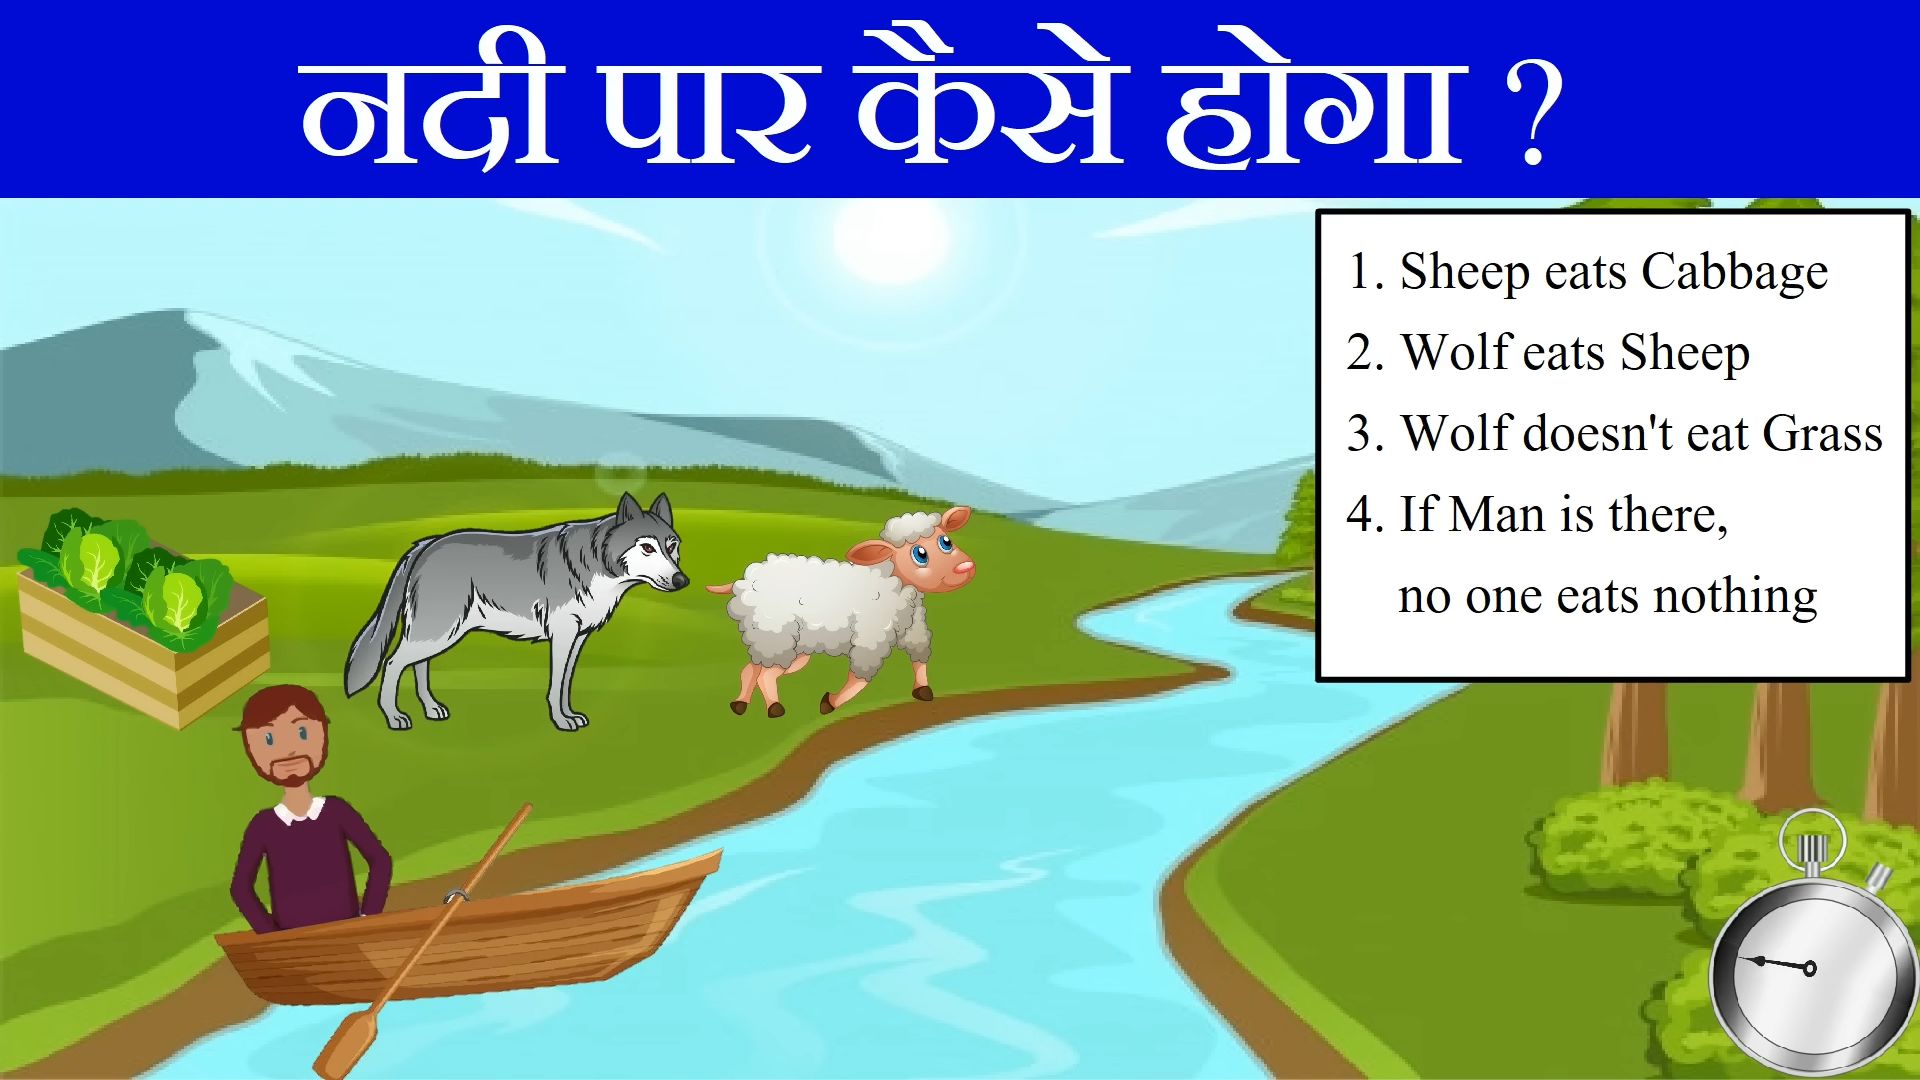 नदी पार कैसे होगा ?
1. Sheep eats Cabbage
2. Wolf eats Sheep
3. Wolf doesn't eat Grass
4. If Man is there,
no one eats nothing